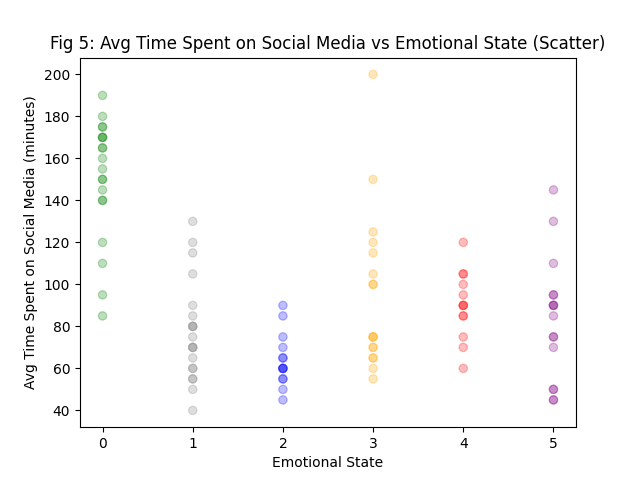 Fig 5: Avg Time Spent on Social Media vs Emotional State (Scatter)
200
180
160
140
120
100
80
60
40
Avg Time Spent on Social Media (minutes)
0 1 2 3 4 5
Emotional State